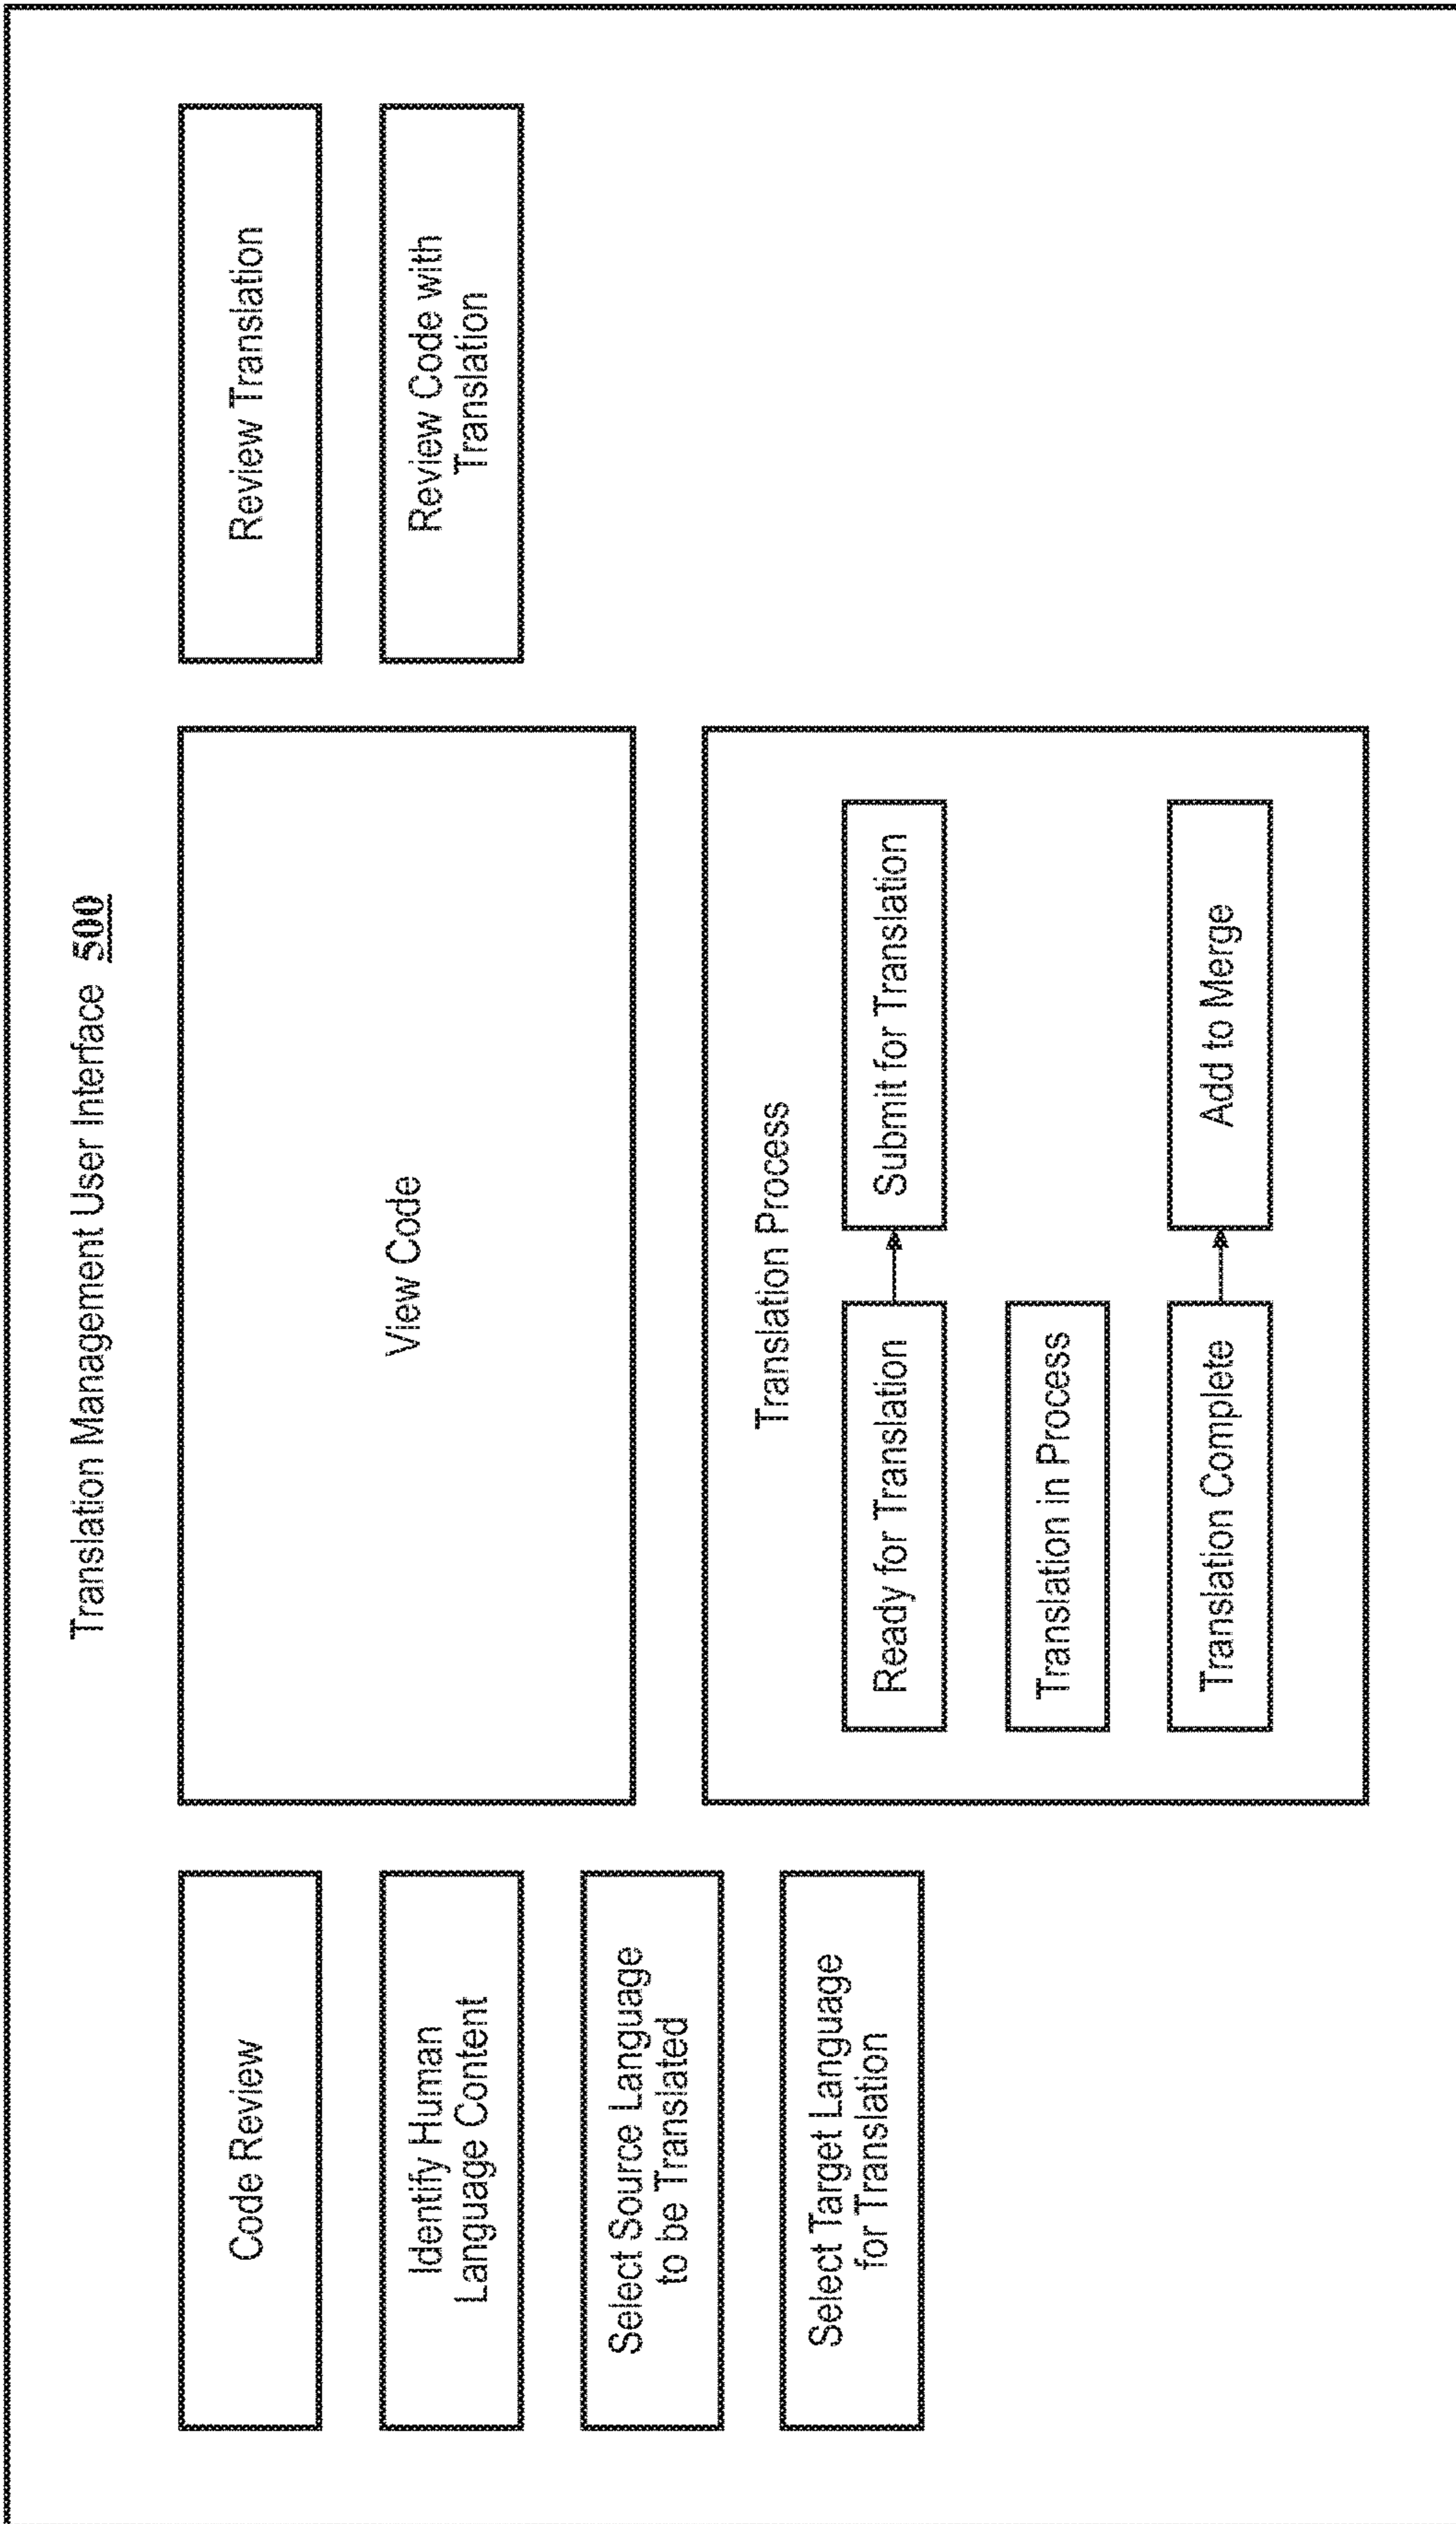 Translation Management User Interface 500
Code Review
Identify Human
Language Content
Select Source Language
to be Translated
Select Target Language
for Translation
View Code
Translation Process
Ready for Translation
Submit for Translation
Translation in Process
Translation Complete
Add to Merge
Review Translation
Review Code with
Translation